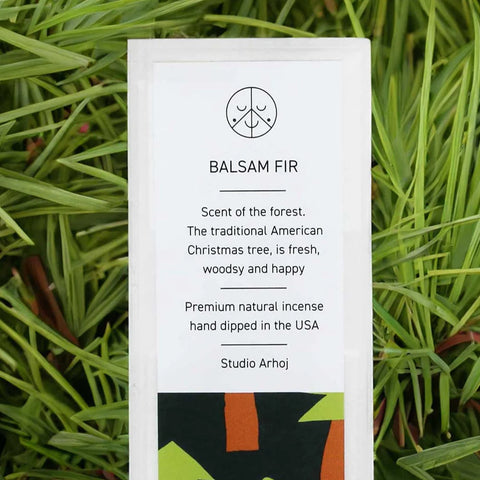 BALSAM FIR
Scent of the forest.
The traditional American
Christmas tree, is fresh,
woodsy and happy
Premium natural incense
hand dipped in the USA
Studio Arhoj